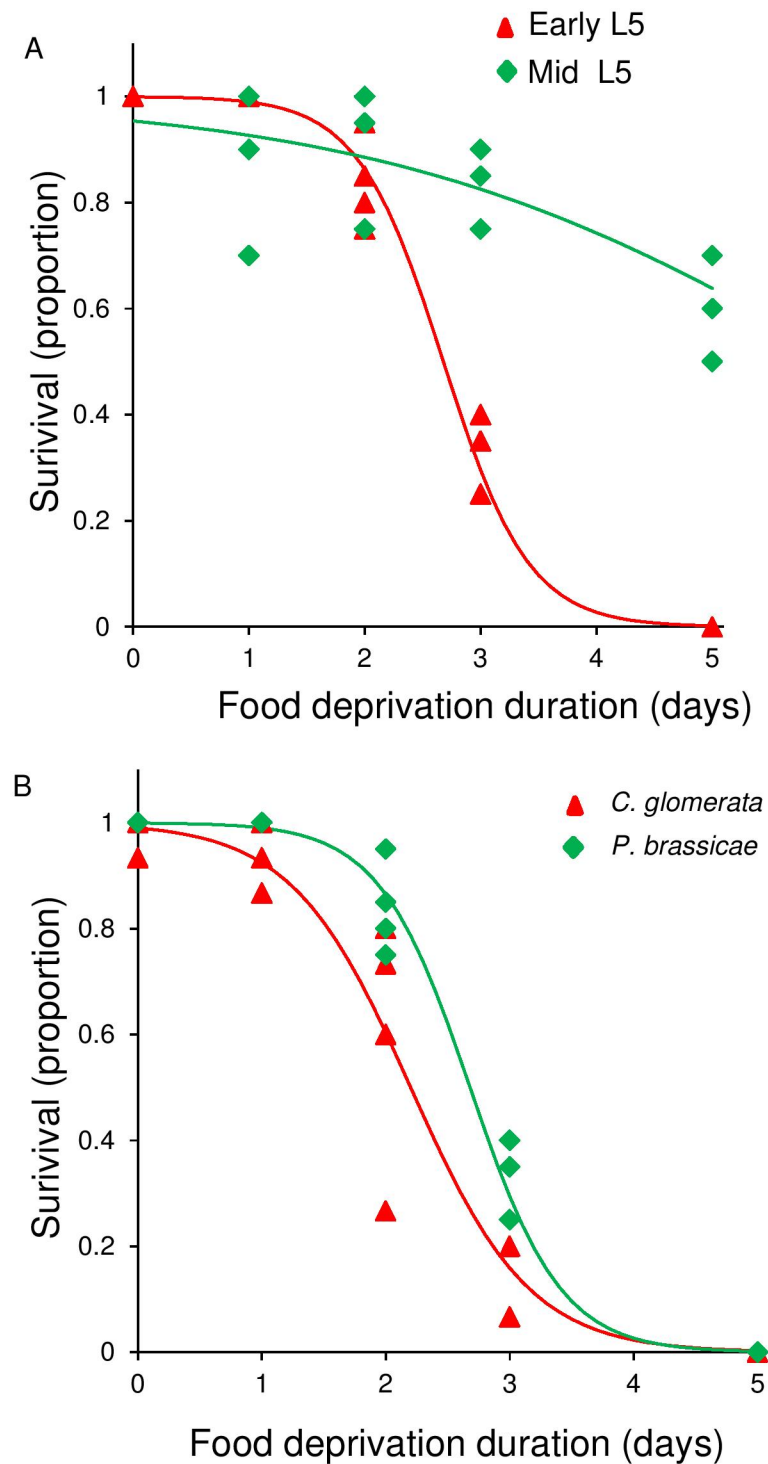 A
Early L5
Mid L5
1
0.8
0.6
0.4
0.2
0
Surivival (proportion)
0 1 2 3 4 5
Food deprivation duration (days)
B
C. glomerata
P. brassicae
1
0.8
0.6
0.4
0.2
0
Surivival (proportion)
0 1 2 3 4 5
Food deprivation duration (days)